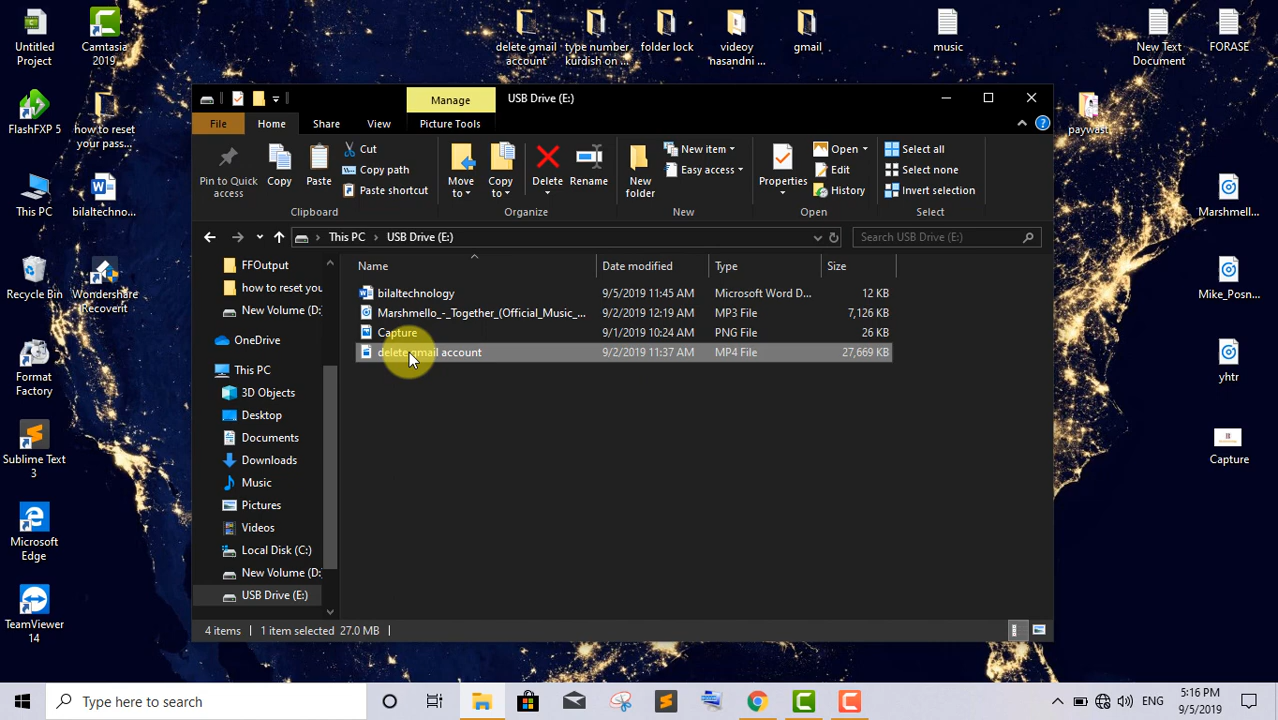 Untitled
Project
Camtasia
2019
delete gmail
account
type number
kurdish on ...
folder lock
videoy
nasandni ...
gmail
music
New Text
Document
FORASE
FlashFXP 5
how to reset
your pass...
paywast
This PC
bilaltechno...
Marshmell...
Recycle Bin
Wondershare
Recoverit
Mike_Posn...
Format
Factory
yhtr
Sublime Text
3
Capture
Microsoft
Edge
TeamViewer
14
Manage
USB Drive (E:)
File
Home
Share
View
Picture Tools
Pin to Quick
access
Copy
Paste
Cut
Copy path
Paste shortcut
Clipboard
Move
to
Copy
to
Delete
Rename
Organize
New
folder
New item
Easy access
New
Properties
Open
Edit
History
Open
Select all
Select none
Invert selection
Select
This PC
USB Drive (E:)
Search USB Drive (E:)
FFOutput
how to reset you
New Volume (D:
OneDrive
This PC
3D Objects
Desktop
Documents
Downloads
Music
Pictures
Videos
Local Disk (C:)
New Volume (D:
USB Drive (E:)
Name Date modified Type Size
bilaltechnology 9/5/2019 11:45 AM Microsoft Word D... 12 KB
Marshmello_-_Together_(Official_Music_... 9/2/2019 12:19 AM MP3 File 7,126 KB
Capture 9/1/2019 10:24 AM PNG File 26 KB
delete gmail account 9/2/2019 11:37 AM MP4 File 27,669 KB
4 items 1 item selected 27.0 MB
Type here to search
ENG
5:16 PM
9/5/2019